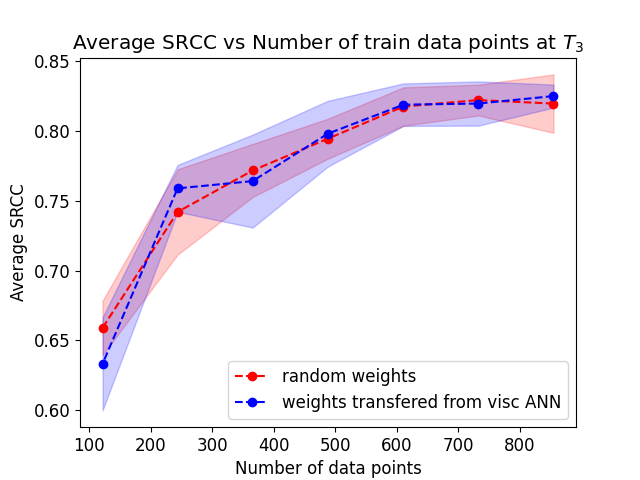 Average SRCC vs Number of train data points at T₃
0.85
0.80
0.75
0.70
0.65
0.60
Average SRCC
random weights
weights transfered from visc ANN
100 200 300 400 500 600 700 800
Number of data points